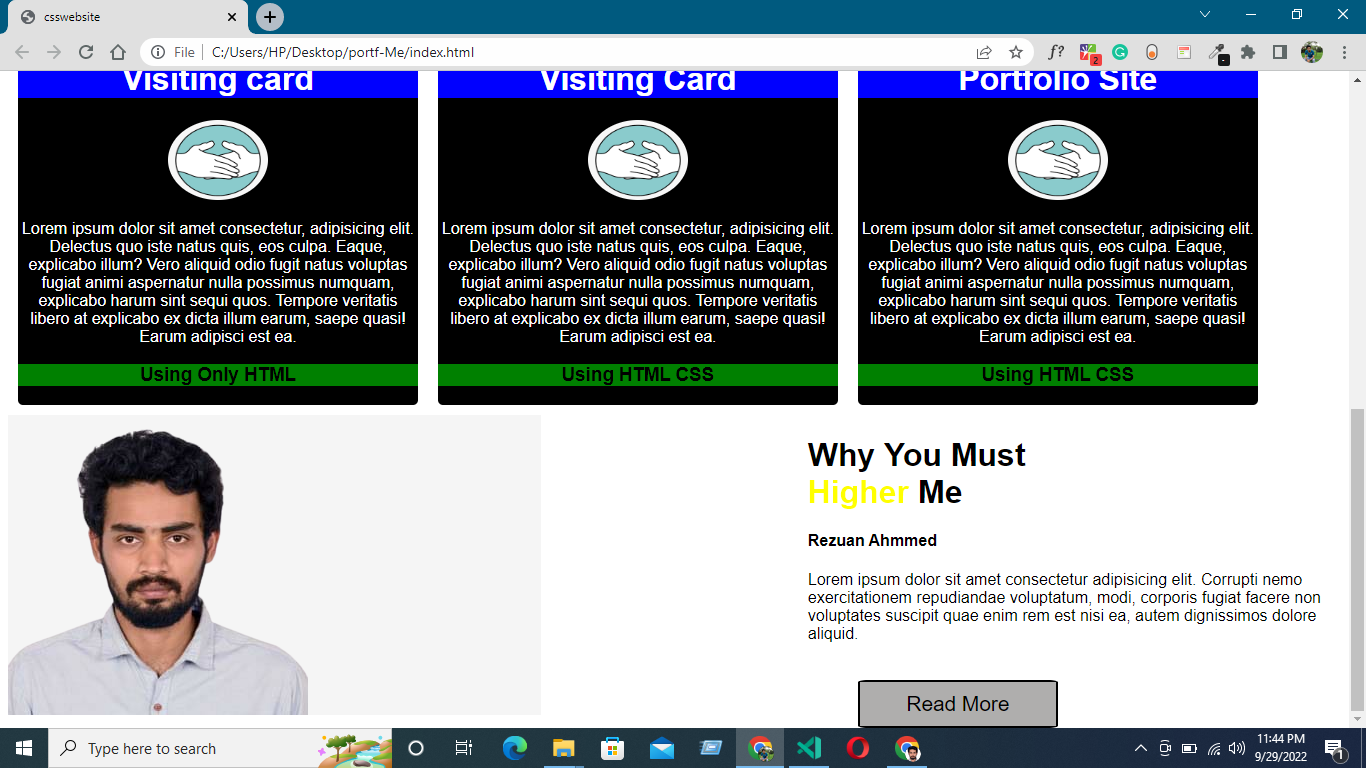 csswebsite
File
C:/Users/HP/Desktop/portf-Me/index.html
f?
2
Visiting card
Lorem ipsum dolor sit amet consectetur, adipisicing elit.
Delectus quo iste natus quis, eos culpa. Eaque,
explicabo illum? Vero aliquid odio fugit natus voluptas
fugiat animi aspernatur nulla possimus numquam,
explicabo harum sint sequi quos. Tempore veritatis
libero at explicabo ex dicta illum earum, saepe quasi!
Earum adipisci est ea.
Using Only HTML
Visiting Card
Lorem ipsum dolor sit amet consectetur, adipisicing elit.
Delectus quo iste natus quis, eos culpa. Eaque,
explicabo illum? Vero aliquid odio fugit natus voluptas
fugiat animi aspernatur nulla possimus numquam,
explicabo harum sint sequi quos. Tempore veritatis
libero at explicabo ex dicta illum earum, saepe quasi!
Earum adipisci est ea.
Using HTML CSS
Portfolio Site
Lorem ipsum dolor sit amet consectetur, adipisicing elit.
Delectus quo iste natus quis, eos culpa. Eaque,
explicabo illum? Vero aliquid odio fugit natus voluptas
fugiat animi aspernatur nulla possimus numquam,
explicabo harum sint sequi quos. Tempore veritatis
libero at explicabo ex dicta illum earum, saepe quasi!
Earum adipisci est ea.
Using HTML CSS
Why You Must
Higher Me
Rezuan Ahmmed
Lorem ipsum dolor sit amet consectetur adipisicing elit. Corrupti nemo
exercitationem repudiandae voluptatum, modi, corporis fugiat facere non
voluptates suscipit quae enim rem est nisi ea, autem dignissimos dolore
aliquid.
Read More
Type here to search
11:44 PM
9/29/2022
1